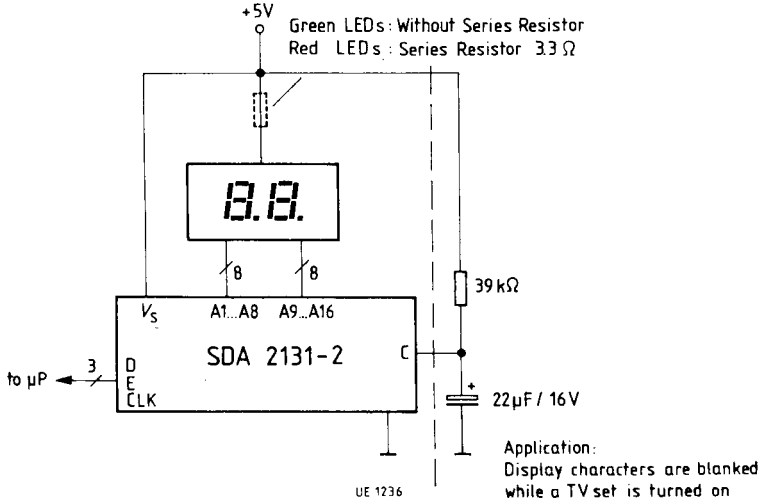 +5V
Green LEDs: Without Series Resistor
Red LEDs: Series Resistor 3.3 Ω
8.8.
8 8
39 kΩ
Vs A1...A8 A9...A16
SDA 2131-2
C
3
to µP
D
E
CLK
+
22µF / 16V
Application:
Display characters are blanked
while a TV set is turned on
UE 1236